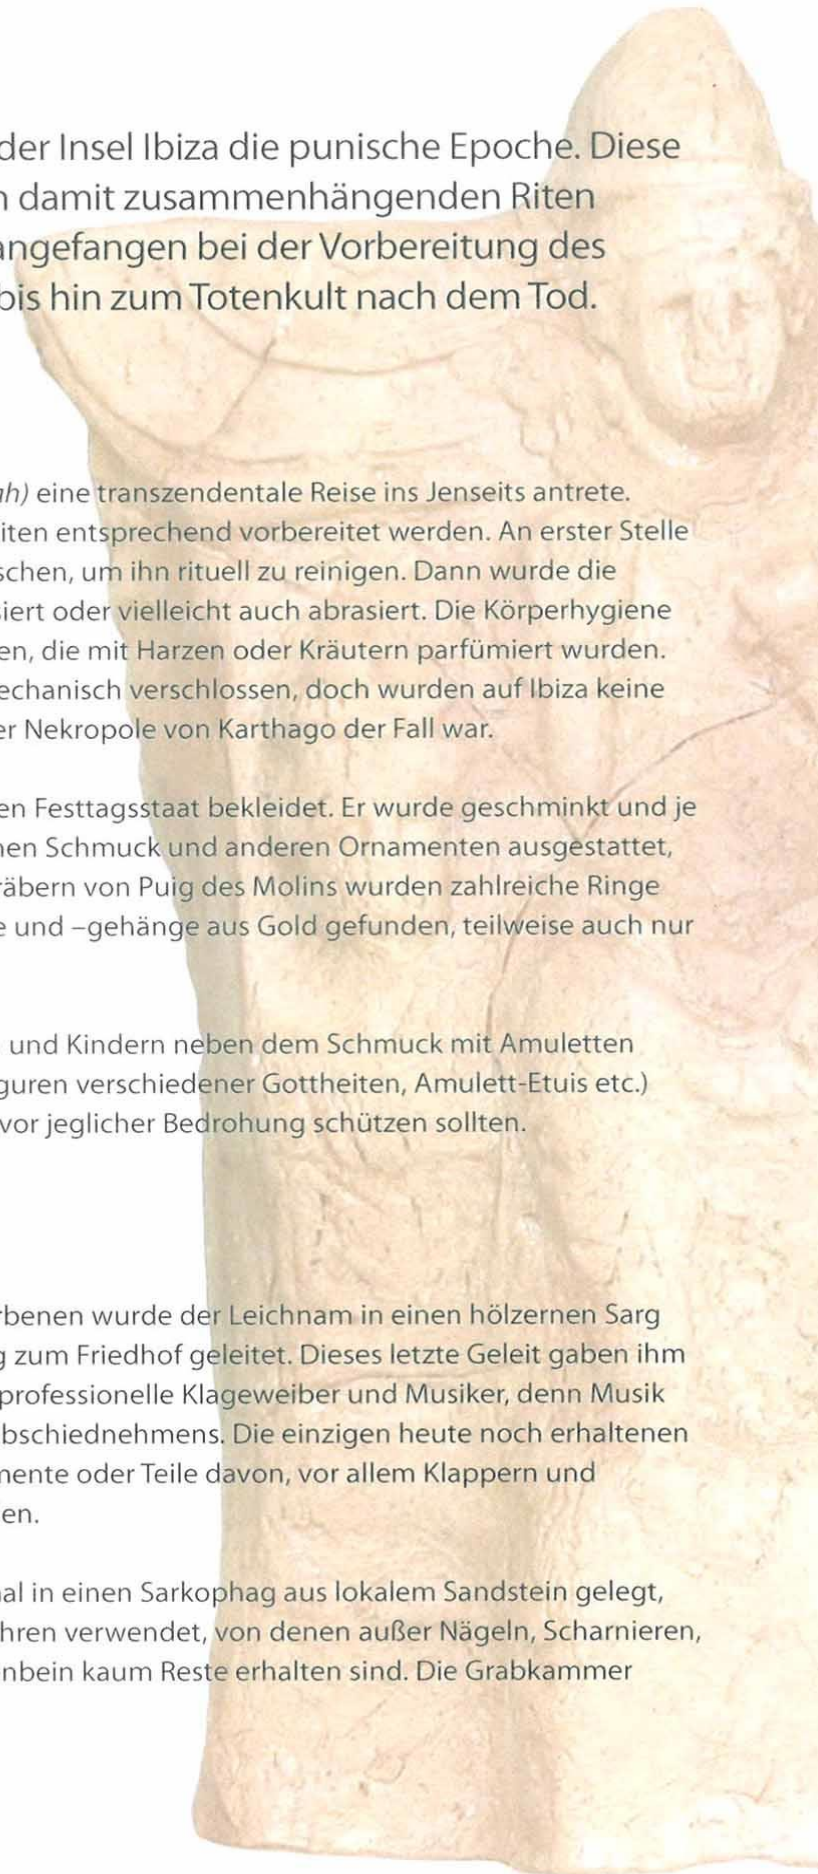 der Insel Ibiza die punische Epoche. Diese
damit zusammenhängenden Riten
angefangen bei der Vorbereitung des
bis hin zum Totenkult nach dem Tod.
eine transzendentale Reise ins Jenseits antrete.
iten entsprechend vorbereitet werden. An erster Stelle
schen, um ihn rituell zu reinigen. Dann wurde die
siert oder vielleicht auch abrasiert. Die Körperhygiene
en, die mit Harzen oder Kräutern parfümiert wurden.
echanisch verschlossen, doch wurden auf Ibiza keine
er Nekropole von Karthago der Fall war.
en Festtagsstaat bekleidet. Er wurde geschminkt und je
nen Schmuck und anderen Ornamenten ausgestattet,
räbern von Puig des Molins wurden zahlreiche Ringe
e und –gehänge aus Gold gefunden, teilweise auch nur
und Kindern neben dem Schmuck mit Amuletten
guren verschiedener Gottheiten, Amulett-Etuis etc.)
vor jeglicher Bedrohung schützen sollten.
rbenen wurde der Leichnam in einen hölzernen Sarg
g zum Friedhof geleitet. Dieses letzte Geleit gaben ihm
professionelle Klageweiber und Musiker, denn Musik
bschiednehmens. Die einzigen heute noch erhaltenen
mente oder Teile davon, vor allem Klappern und
en.
al in einen Sarkophag aus lokalem Sandstein gelegt,
hren verwendet, von denen außer Nägeln, Scharnieren,
nbein kaum Reste erhalten sind. Die Grabkammer